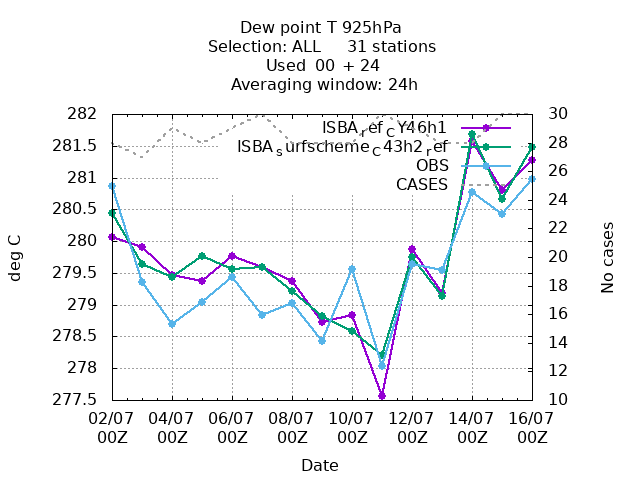 Dew point T 925hPa
Selection: ALL 31 stations
Used 00 + 24
Averaging window: 24h
282 30
281.5 28
281 26
280.5 24
280 22
279.5 20
279 18
278.5 16
278 14
277.5 12
10
ISBA_ref_CY46h1
ISBA_surfscheme_C43h2_ref
OBS
CASES
deg C
No cases
02/07 04/07 06/07 08/07 10/07 12/07 14/07 16/07
00Z 00Z 00Z 00Z 00Z 00Z 00Z 00Z
Date